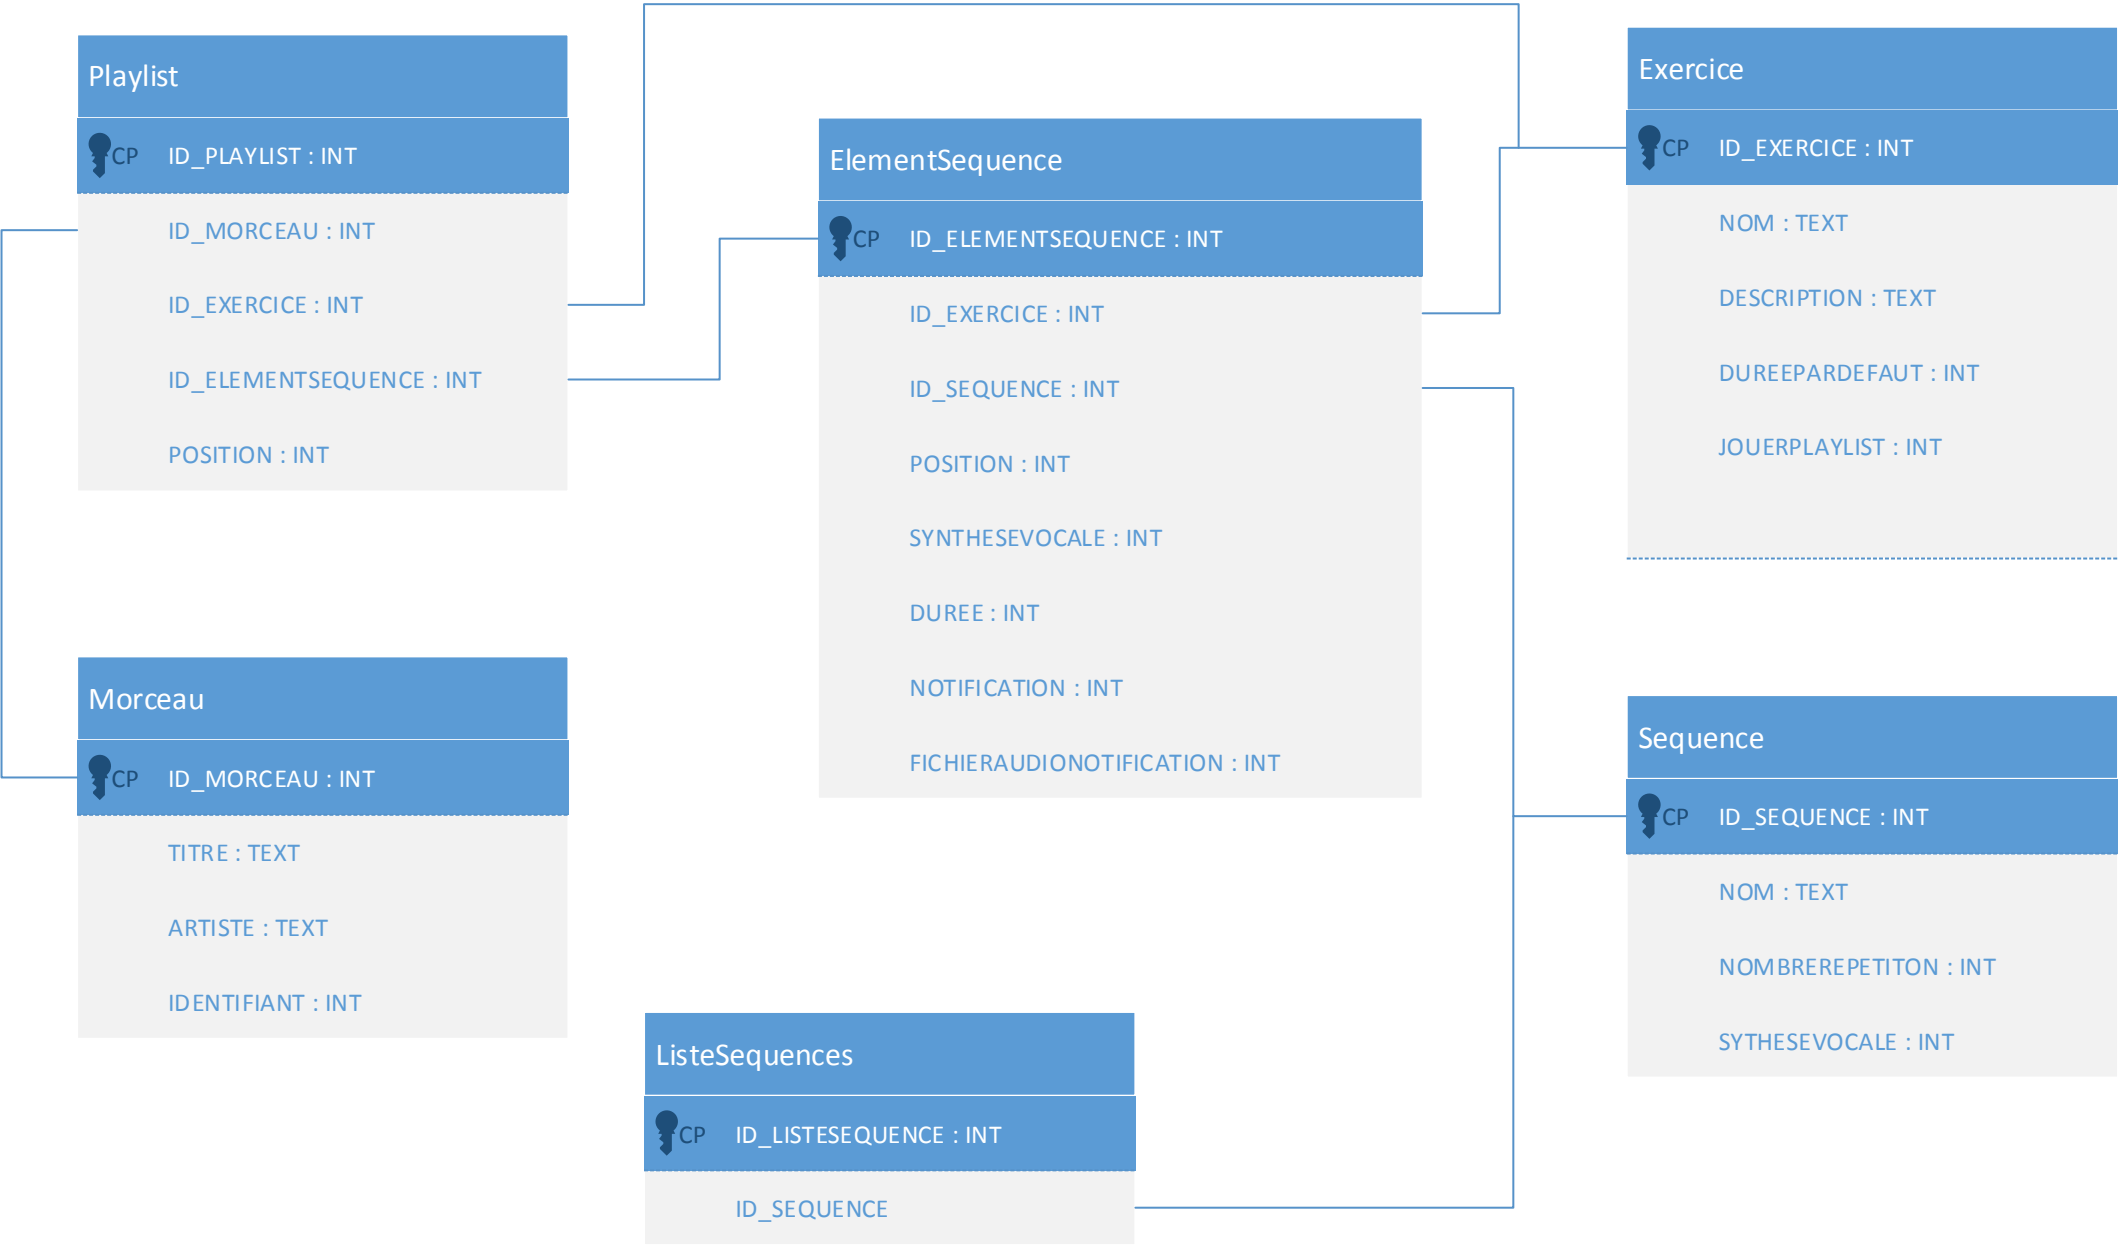 Playlist
CP ID_PLAYLIST : INT
ID_MORCEAU : INT
ID_EXERCICE : INT
ID_ELEMENTSEQUENCE : INT
POSITION : INT
ElementSequence
CP ID_ELEMENTSEQUENCE : INT
ID_EXERCICE : INT
ID_SEQUENCE : INT
POSITION : INT
SYNTHESEVOCALE : INT
DUREE : INT
NOTIFICATION : INT
FICHIERAUDIONOTIFICATION : INT
Exercice
CP ID_EXERCICE : INT
NOM : TEXT
DESCRIPTION : TEXT
DUREEPARDEFAUT : INT
JOUERPLAYLIST : INT
Morceau
CP ID_MORCEAU : INT
TITRE : TEXT
ARTISTE : TEXT
IDENTIFIANT : INT
ListeSequences
CP ID_LISTESEQUENCE : INT
ID_SEQUENCE
Sequence
CP ID_SEQUENCE : INT
NOM : TEXT
NOMBREREPETITON : INT
SYTHESEVOCALE : INT